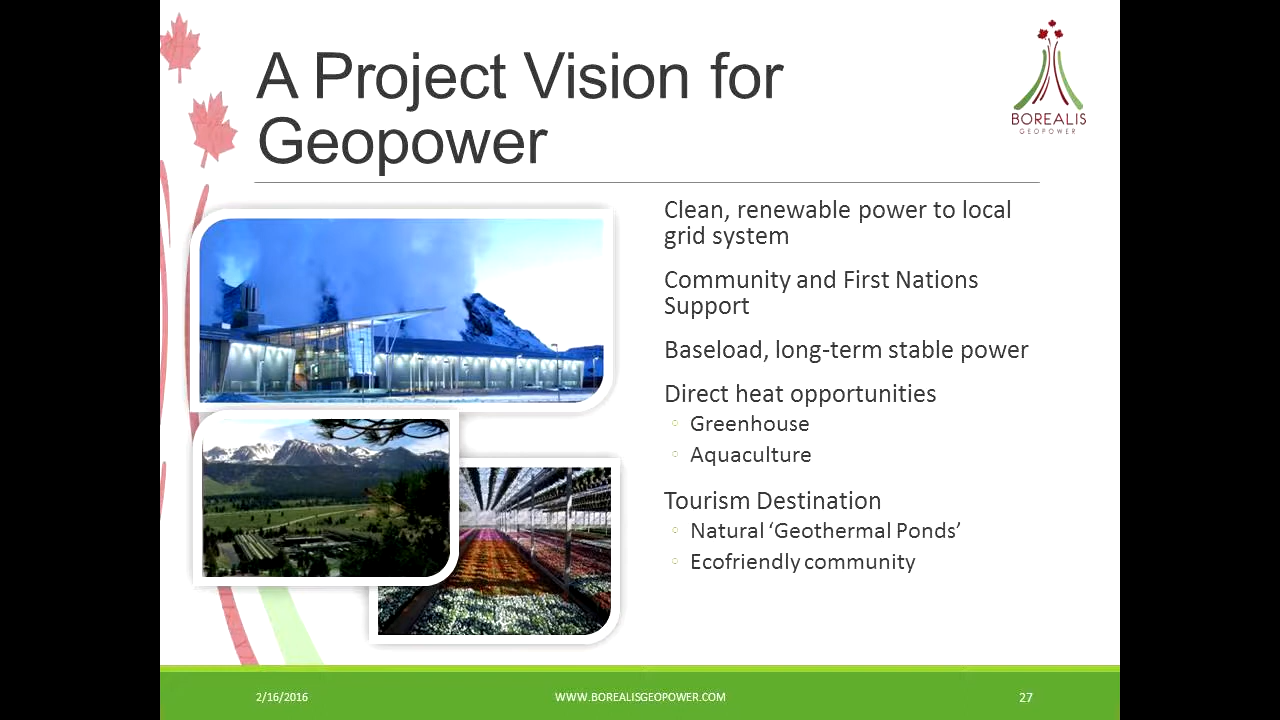 A Project Vision for
Geopower
BOREALIS
GEOPOWER
Clean, renewable power to local
grid system
Community and First Nations
Support
Baseload, long-term stable power
Direct heat opportunities
◦ Greenhouse
◦ Aquaculture
Tourism Destination
◦ Natural ‘Geothermal Ponds’
◦ Ecofriendly community
2/16/2016
WWW.BOREALISGEOPOWER.COM
27